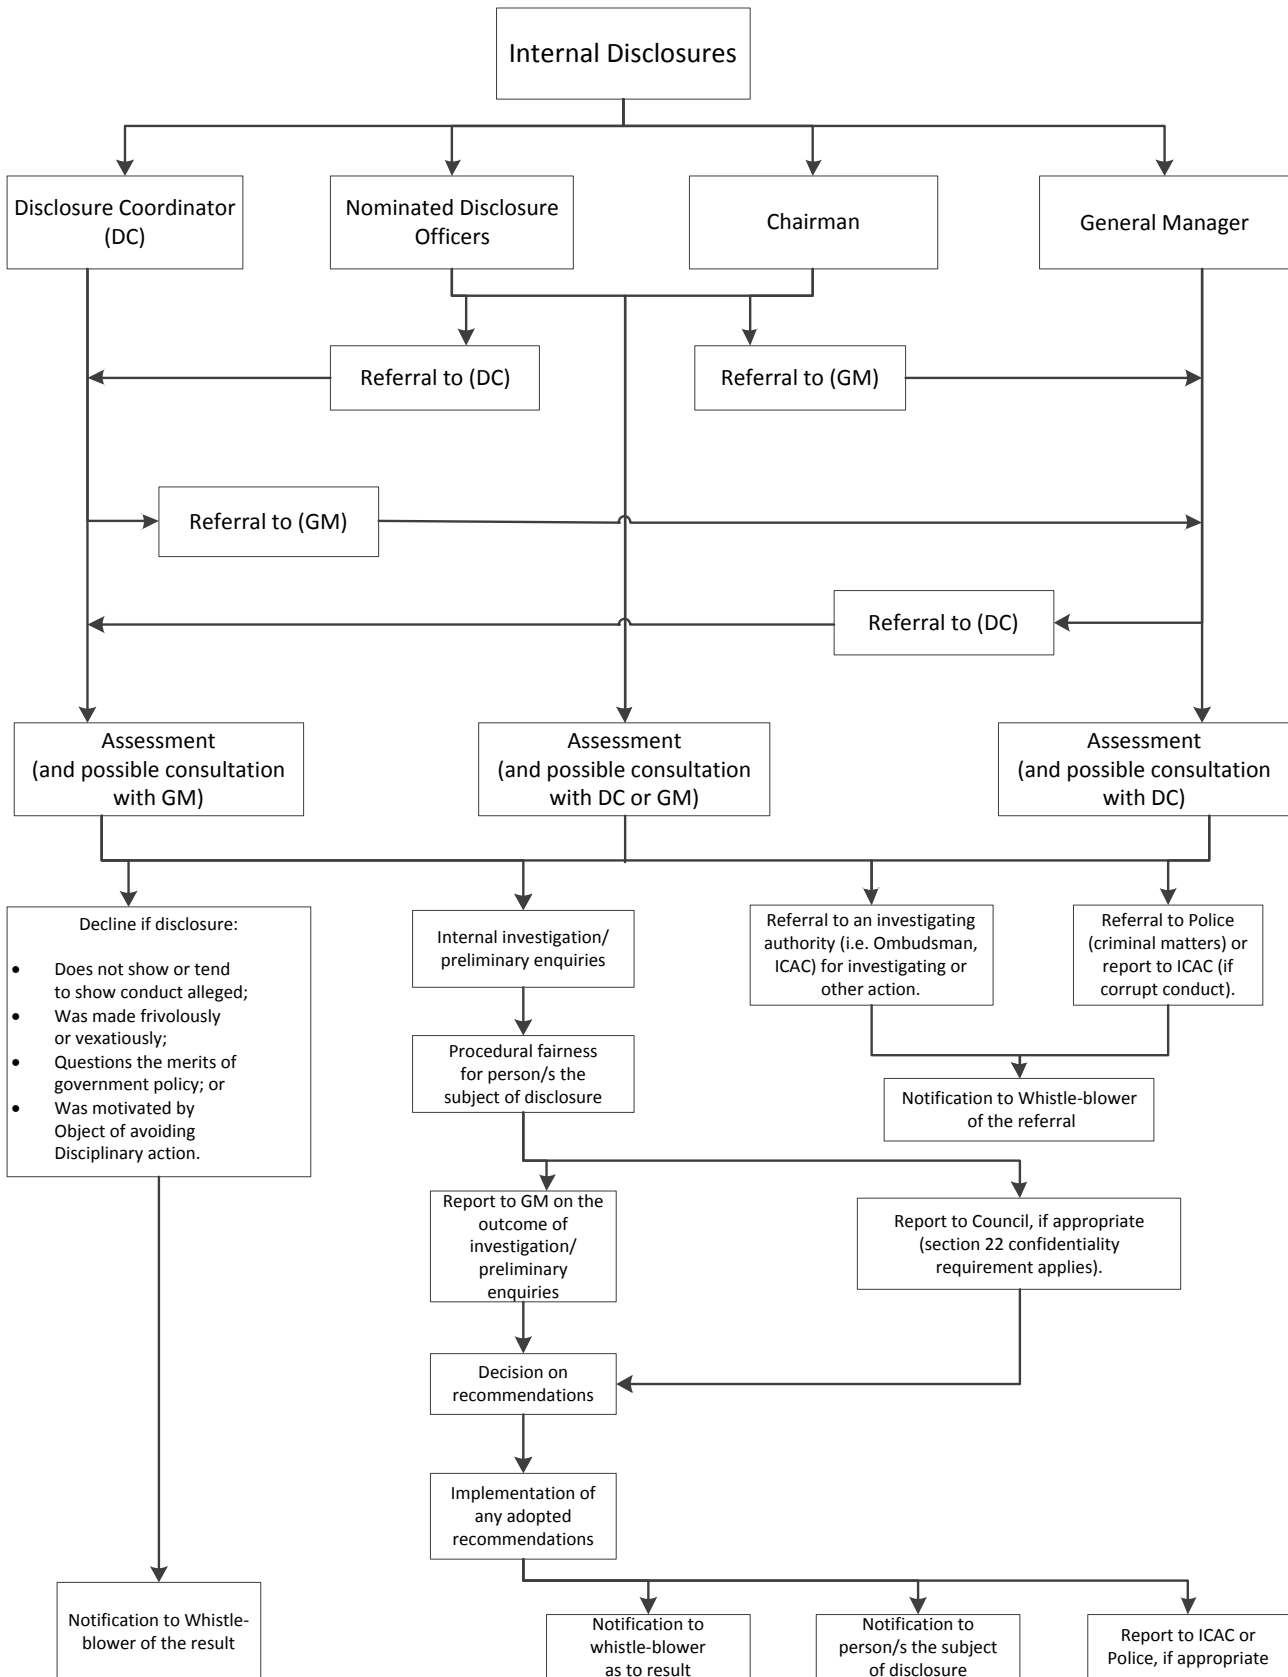 Internal Disclosures
Disclosure Coordinator
(DC)
Nominated Disclosure
Officers
Chairman
General Manager
Referral to (DC)
Referral to (GM)
Referral to (GM)
Referral to (DC)
Assessment
(and possible consultation
with GM)
Assessment
(and possible consultation
with DC or GM)
Assessment
(and possible consultation
with DC)
Decline if disclosure:
• Does not show or tend
to show conduct alleged;
• Was made frivolously
or vexatiously;
• Questions the merits of
government policy; or
• Was motivated by
Object of avoiding
Disciplinary action.
Internal investigation/
preliminary enquiries
Referral to an investigating
authority (i.e. Ombudsman,
ICAC) for investigating or
other action.
Referral to Police
(criminal matters) or
report to ICAC (if
corrupt conduct).
Procedural fairness
for person/s the
subject of disclosure
Notification to Whistle-blower
of the referral
Report to GM on the
outcome of
investigation/
preliminary
enquiries
Report to Council, if appropriate
(section 22 confidentiality
requirement applies).
Decision on
recommendations
Implementation of
any adopted
recommendations
Notification to Whistle-
blower of the result
Notification to
whistle-blower
as to result
Notification to
person/s the subject
of disclosure
Report to ICAC or
Police, if appropriate